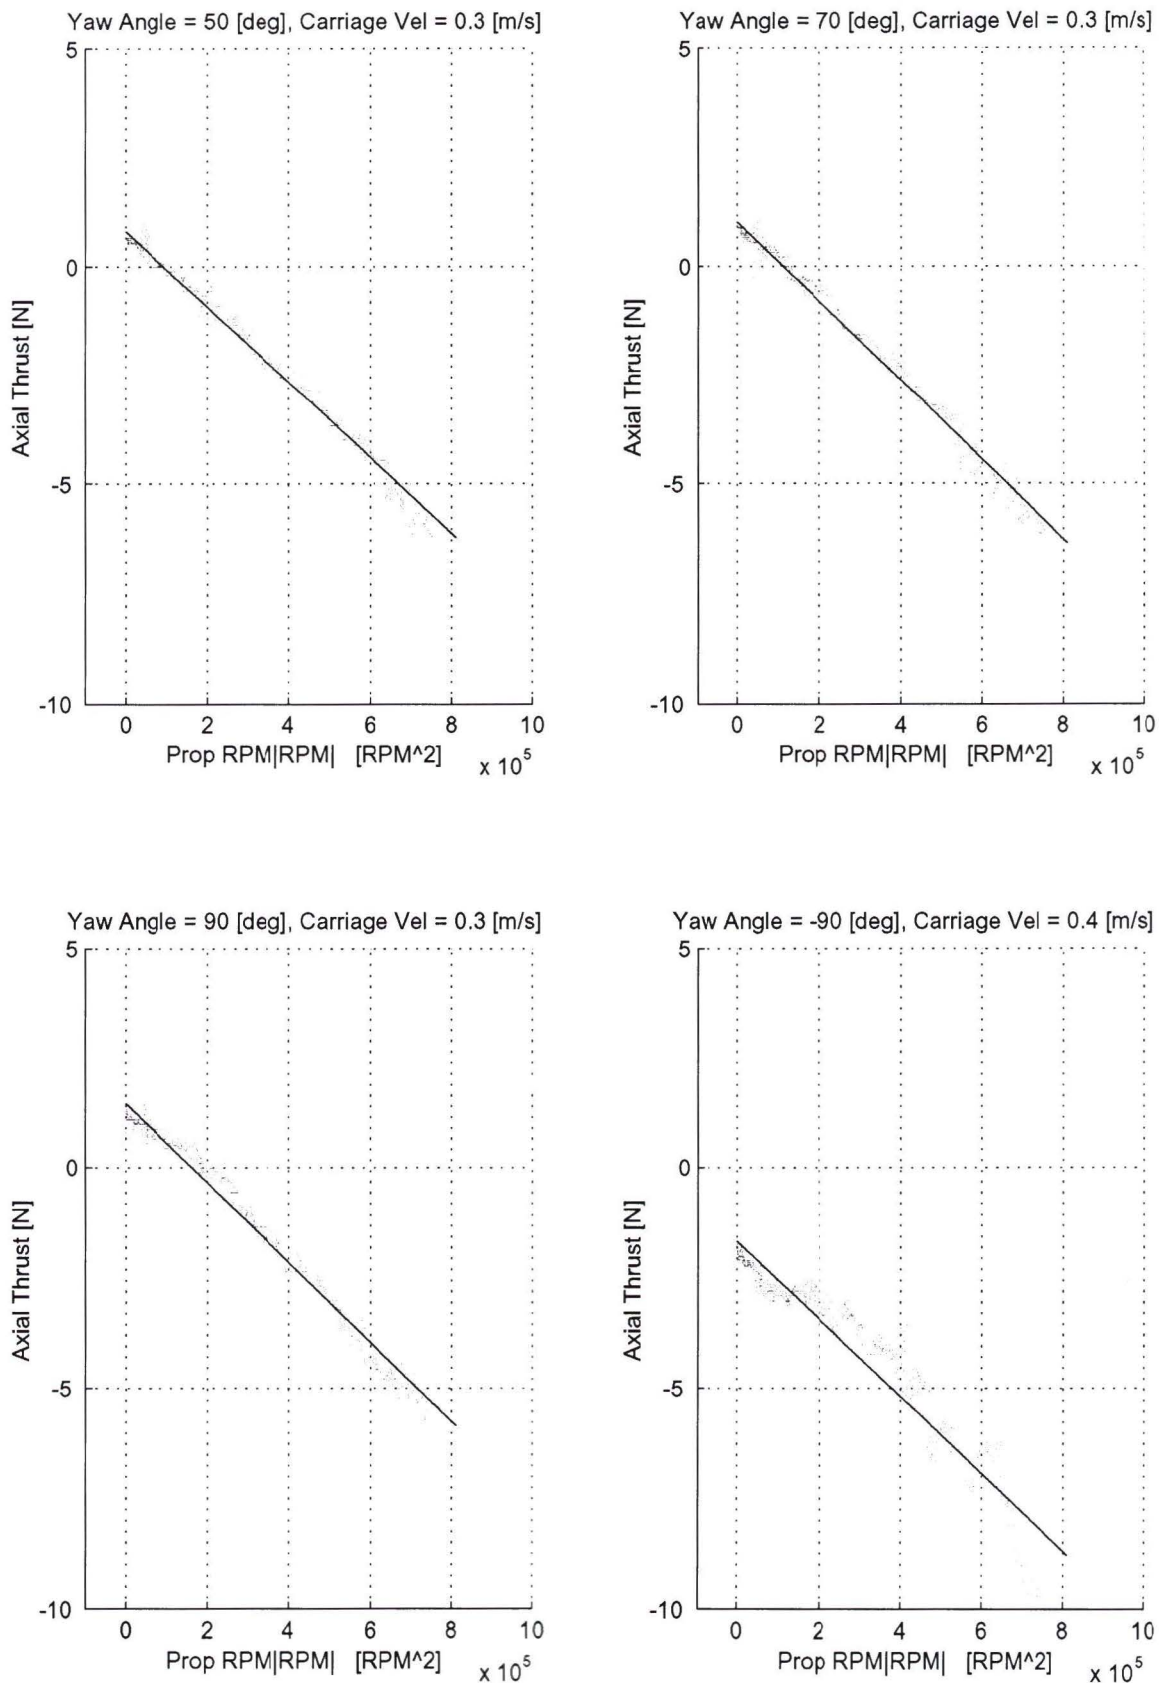 Yaw Angle = 50 [deg], Carriage Vel = 0.3 [m/s]
5
0
-5
-10
Axial Thrust [N]
0 2 4 6 8 10
Prop RPM|RPM| [RPM^2]
x 10^5
Yaw Angle = 70 [deg], Carriage Vel = 0.3 [m/s]
5
0
-5
-10
Axial Thrust [N]
0 2 4 6 8 10
Prop RPM|RPM| [RPM^2]
x 10^5
Yaw Angle = 90 [deg], Carriage Vel = 0.3 [m/s]
5
0
-5
-10
Axial Thrust [N]
0 2 4 6 8 10
Prop RPM|RPM| [RPM^2]
x 10^5
Yaw Angle = -90 [deg], Carriage Vel = 0.4 [m/s]
5
0
-5
-10
Axial Thrust [N]
0 2 4 6 8 10
Prop RPM|RPM| [RPM^2]
x 10^5